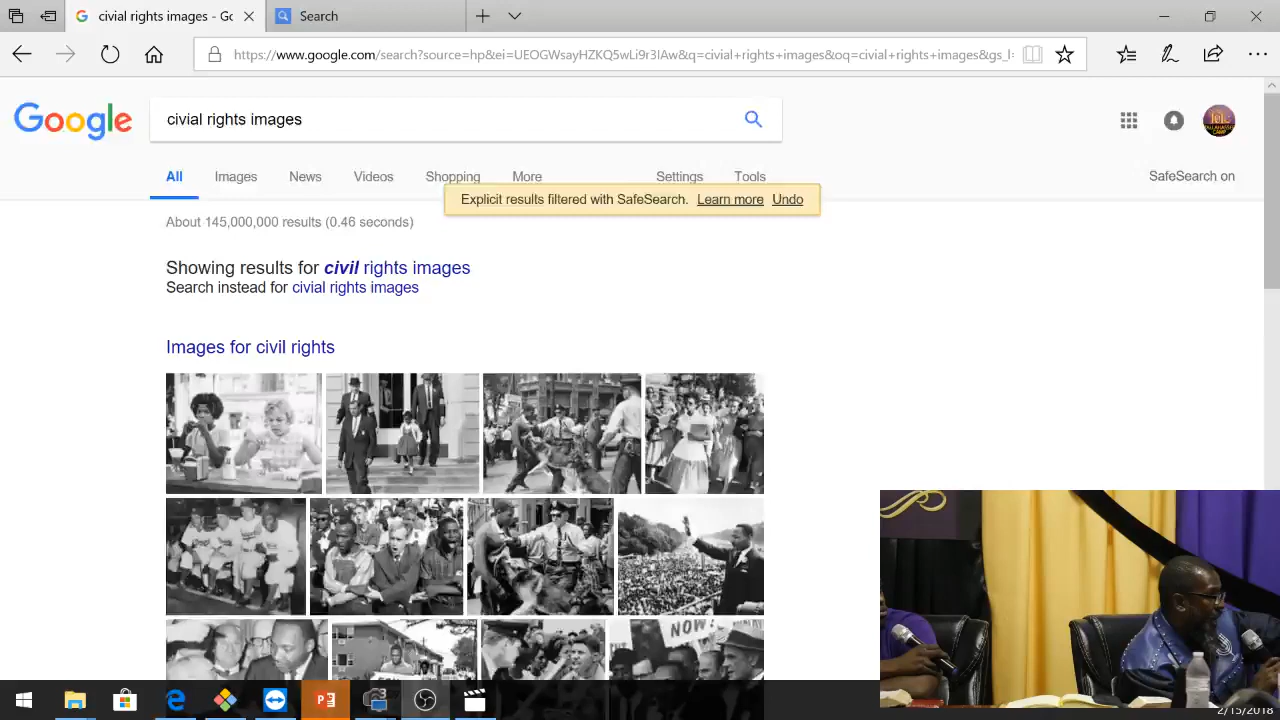 civial rights images - Go
Search
https://www.google.com/search?source=hp&ei=UEOGWsayHZKQ5wLi9r3IAw&q=civial+rights+images&oq=civial+rights+images&gs_l=
Google
civial rights images
All Images News Videos Shopping More Settings Tools SafeSearch on
Explicit results filtered with SafeSearch. Learn more Undo
About 145,000,000 results (0.46 seconds)
Showing results for civil rights images
Search instead for civial rights images
Images for civil rights
NOW!
2/15/2018